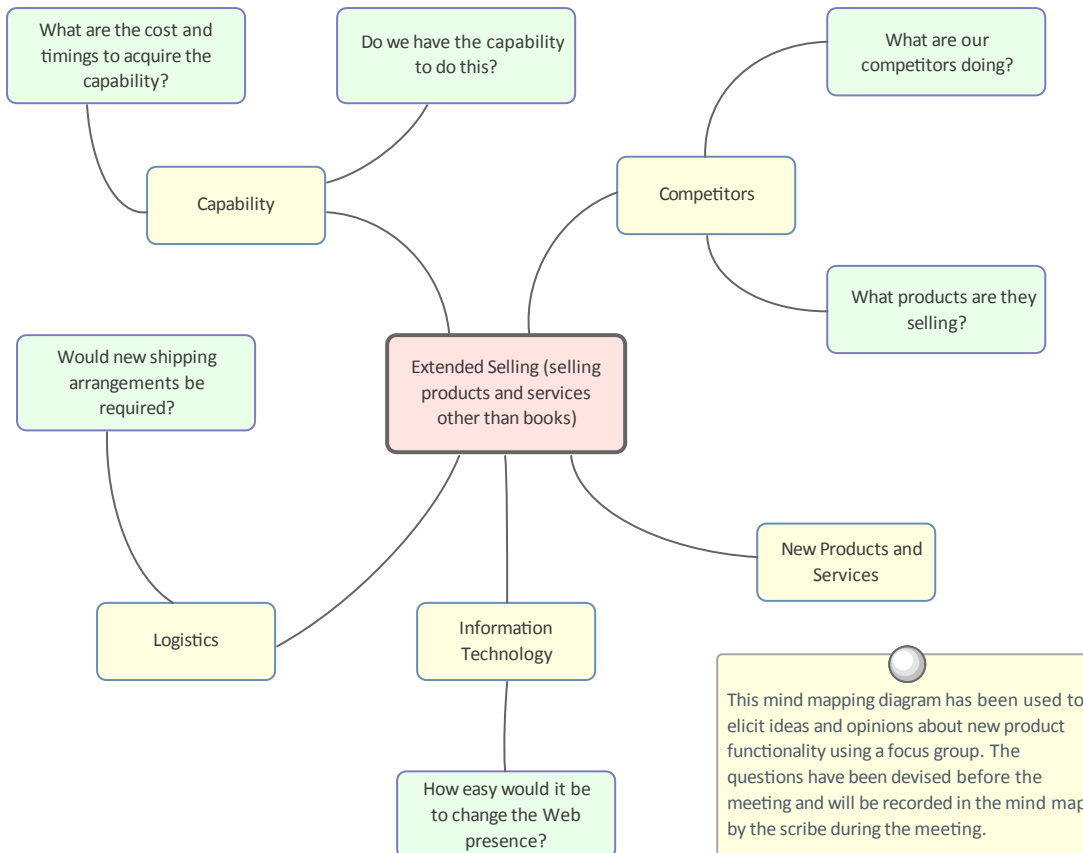 What are the cost and
timings to acquire the
capability?
Do we have the capability
to do this?
What are our
competitors doing?
Capability
Competitors
What products are they
selling?
Would new shipping
arrangements be
required?
Extended Selling (selling
products and services
other than books)
New Products and
Services
Logistics
Information
Technology
How easy would it be
to change the Web
presence?
This mind mapping diagram has been used to
elicit ideas and opinions about new product
functionality using a focus group. The
questions have been devised before the
meeting and will be recorded in the mind map
by the scribe during the meeting.